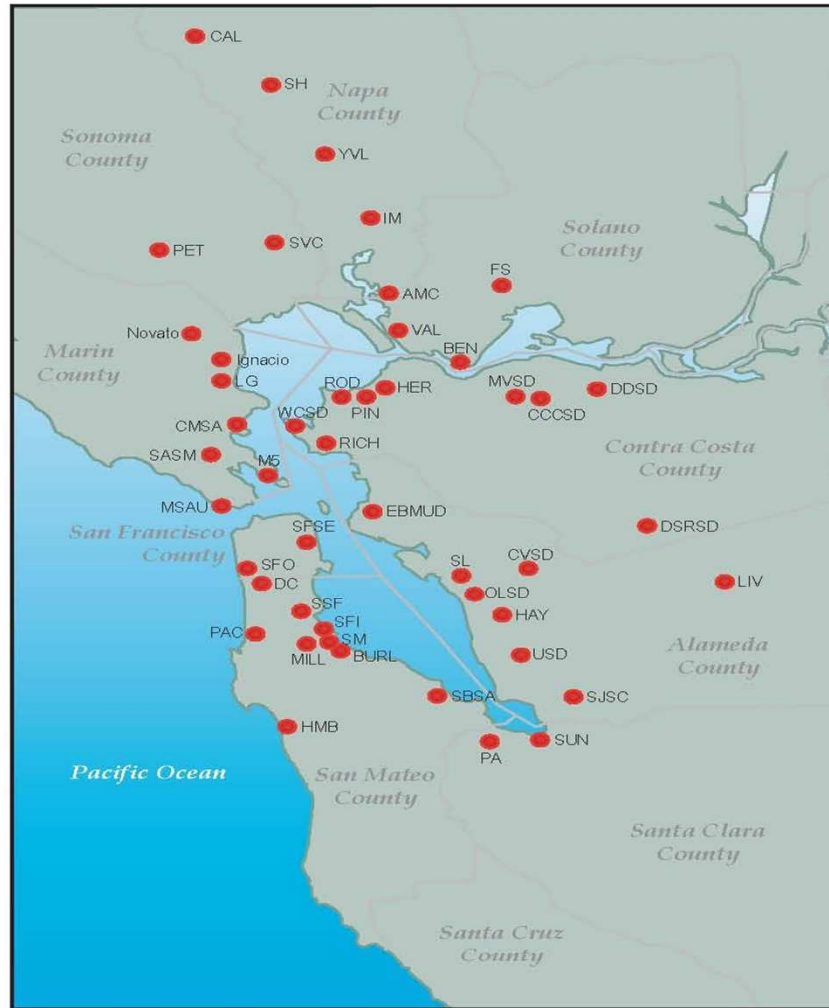 CAL
SH
Napa
County
Sonoma
County
YVL
IM
Solano
County
PET
SVC
FS
AMC
Novato
VAL
Marin
County
Ignacio
BEN
LG
ROD
HER
PIN
MVSD
CCCSD
DDSD
CMSA
WCSD
RICH
Contra Costa
County
SASM
M5
MSAU
EBMUD
San Francisco
County
SFSE
DSRSD
SFO
DC
SL
CVSD
LIV
OLSD
SSF
HAY
SFI
PAC
SM
MILL
BURL
USD
Alameda
County
SBSA
SJSC
HMB
PA
SUN
Pacific Ocean
San Mateo
County
Santa Clara
County
Santa Cruz
County